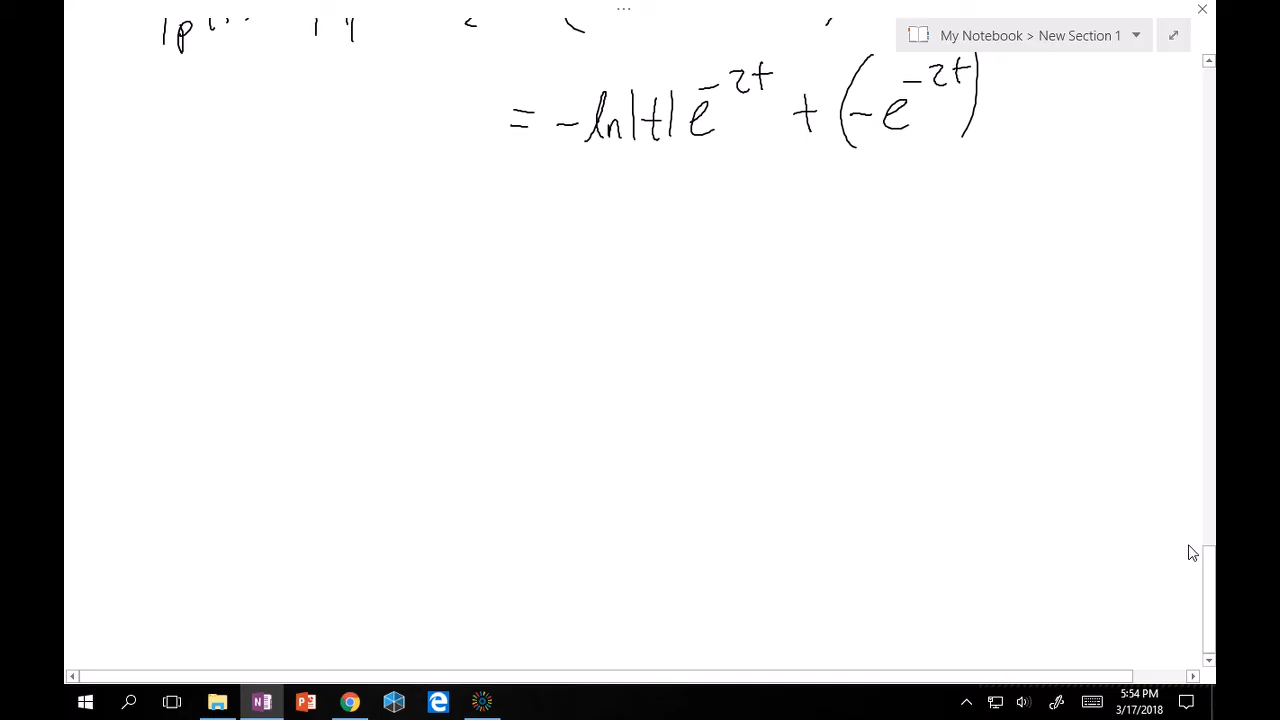 My Notebook > New Section 1
= -ln|t|e^{-2t} + (-e^{-2t})
5:54 PM
3/17/2018